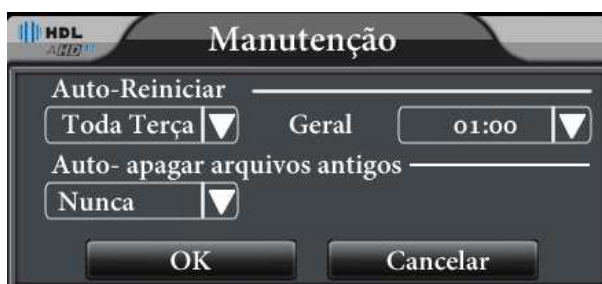 HDL
AHD
Manutenção
Auto-Reiniciar
Toda Terça Geral 01:00
Auto- apagar arquivos antigos
Nunca
OK Cancelar